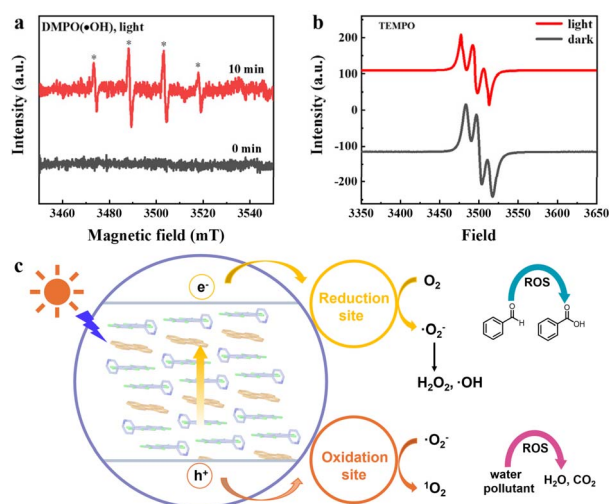 a
DMPO(●OH), light
* * * *
10 min
0 min
Intensity (a.u.)
3460 3480 3500 3520 3540
Magnetic field (mT)
b
TEMPO
light
dark
Intensity (a.u.)
200
100
0
-100
-200
3350 3400 3450 3500 3550 3600 3650
Field
c
e-
Reduction
site
O₂
·O₂⁻
H₂O₂, ·OH
ROS
O
H
O
OH
h⁺
Oxidation
site
·O₂⁻
¹O₂
ROS
water
pollutant
H₂O, CO₂